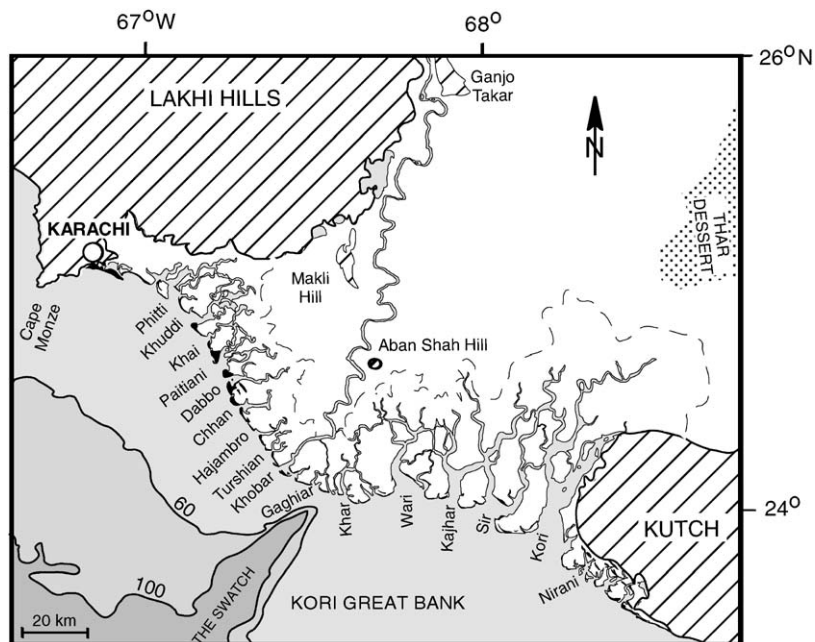 67°W
68°
26°N
Ganjo
Takar
LAKHI HILLS
N
THAR
DESSERT
KARACHI
Makli
Hill
Cape
Monze
Phitti
Khuddi
Khai
Paitiani
Dabbo
Chhan
Hajambro
Turshian
Khobar
Gaghiar
Aban Shah Hill
Khar
Wari
Kajhar
Sir
Kori
24°
KUTCH
Nirani
60
100
THE SWATCH
KORI GREAT BANK
20 km